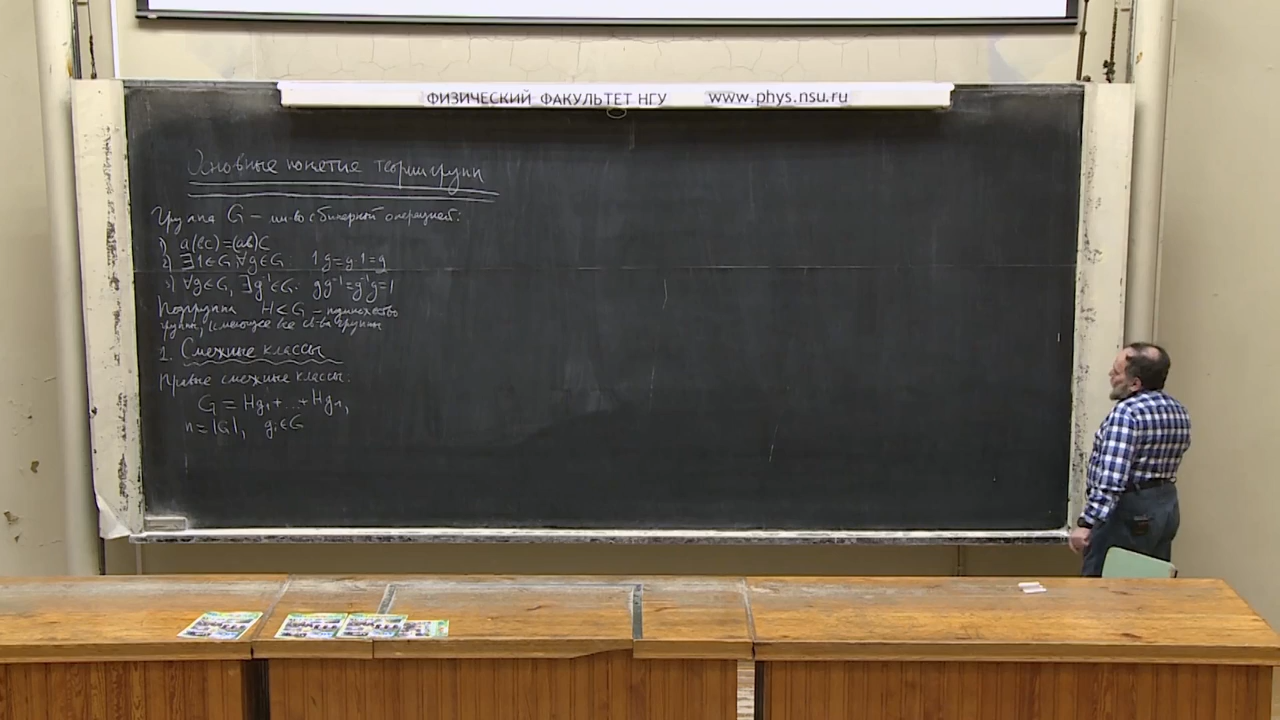 ФИЗИЧЕСКИЙ ФАКУЛЬТЕТ НГУ www.phys.nsu.ru
Основные понятия теории групп
Группа G – мн-во с бинарной операцией:
1) a(bc)=(ab)c
2) ∃1∈G, ∀g∈G: 1g=g·1=g
3) ∀g∈G, ∃g⁻¹∈G: gg⁻¹=g⁻¹g=1
Подгруппа H<G – подмножество
группы, имеющее все св-ва группы
1. Смежные классы
Правые смежные классы:
G = Hg₁+...+Hgₙ,
n=|G|, gᵢ∈G